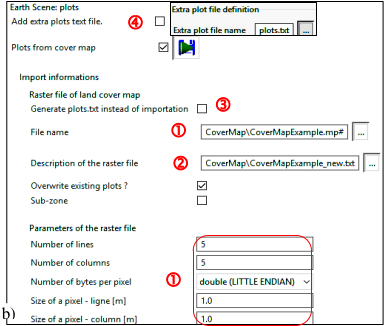 Earth Scene: plots
Add extra plots text file. ④
Extra plot file definition
Extra plot file name plots.txt ...
Plots from cover map
Import informations
Raster file of land cover map
Generate plots.txt instead of importation ③
File name ① CoverMap\CoverMapExample.mp# ...
Description of the raster file ② CoverMap\CoverMapExample_new.txt ...
Overwrite existing plots ?
Sub-zone
Parameters of the raster file
Number of lines 5
Number of columns 5
Number of bytes per pixel ① double (LITTLE ENDIAN)
Size of a pixel - ligne [m] 1.0
Size of a pixel - column [m] 1.0
b)